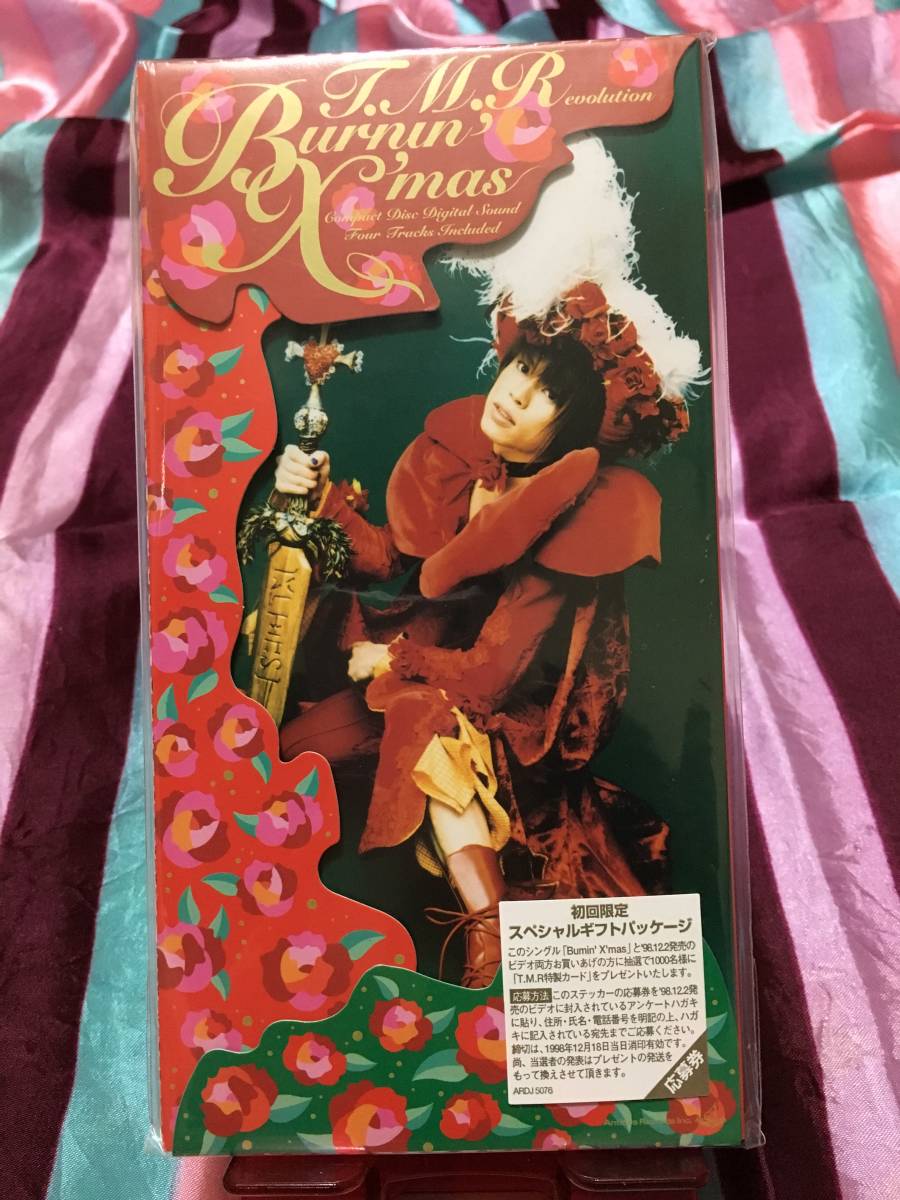 T.M.Revolution
Burnin' X'mas
Compact Disc Digital Sound
Four Tracks Included
初回限定
スペシャルギフトパッケージ
このシングル「Burnin' X'mas」と'98.12.2発売の
ビデオ両方お買いあげの方に抽選で1000名様に
「T.M.R特製カード」をプレゼントいたします。
応募方法 このステッカーの応募券を'98.12.2発
売のビデオに封入されているアンケートハガキ
に貼り、住所・氏名・電話番号を明記の上、ハガ
キに記入されている宛先までご応募ください。
締切は、1998年12月18日当日消印有効です。
尚、当選者の発表はプレゼントの発送を
もって換えさせて頂きます。
ARDJ 5076
応募券
Records Inc.